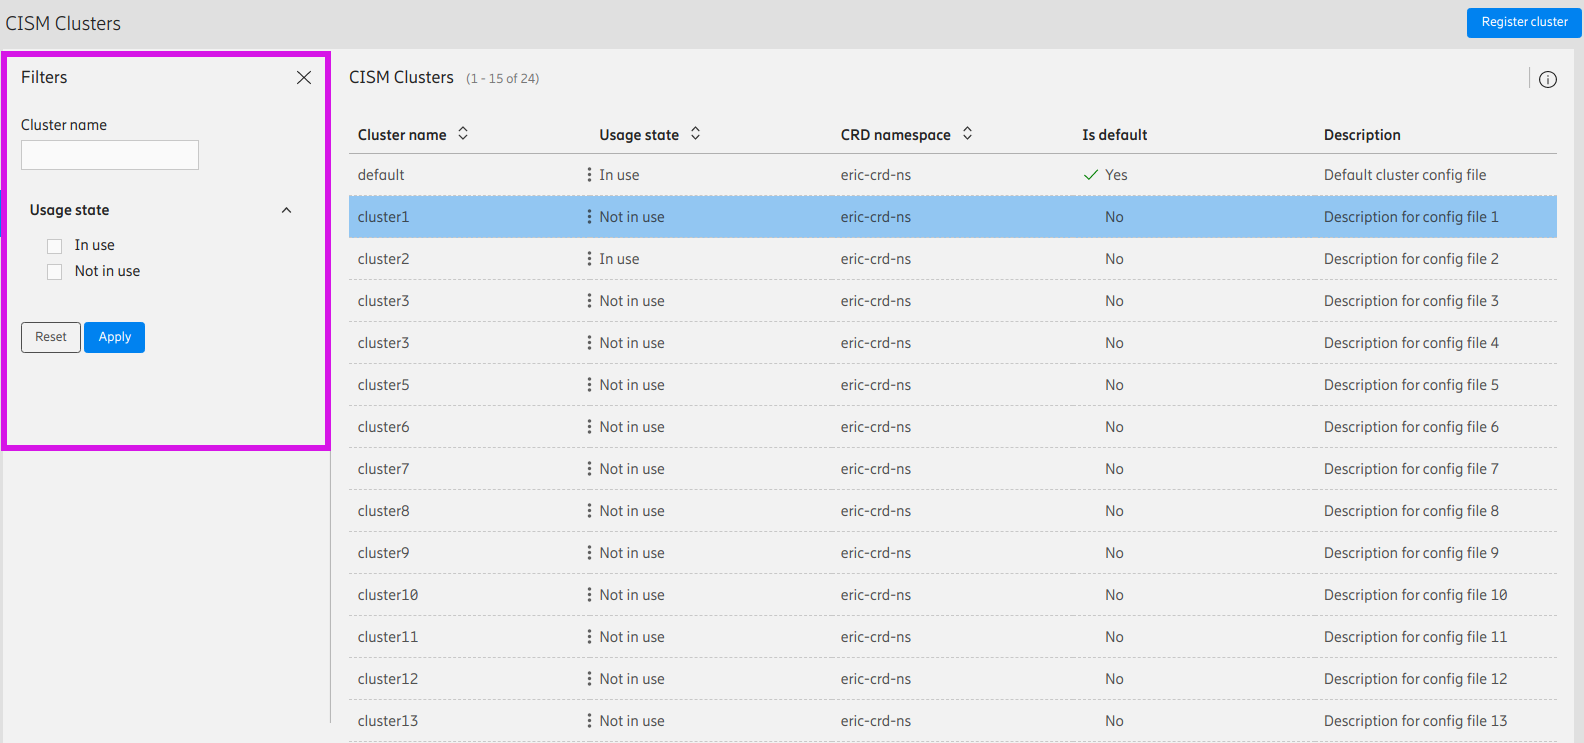 CISM Clusters
Register cluster
Filters
Cluster name
Usage state
In use
Not in use
Reset Apply
CISM Clusters (1 - 15 of 24)
Cluster name Usage state CRD namespace Is default Description
default In use eric-crd-ns Yes Default cluster config file
cluster1 Not in use eric-crd-ns No Description for config file 1
cluster2 In use eric-crd-ns No Description for config file 2
cluster3 Not in use eric-crd-ns No Description for config file 3
cluster3 Not in use eric-crd-ns No Description for config file 4
cluster5 Not in use eric-crd-ns No Description for config file 5
cluster6 Not in use eric-crd-ns No Description for config file 6
cluster7 Not in use eric-crd-ns No Description for config file 7
cluster8 Not in use eric-crd-ns No Description for config file 8
cluster9 Not in use eric-crd-ns No Description for config file 9
cluster10 Not in use eric-crd-ns No Description for config file 10
cluster11 Not in use eric-crd-ns No Description for config file 11
cluster12 Not in use eric-crd-ns No Description for config file 12
cluster13 Not in use eric-crd-ns No Description for config file 13